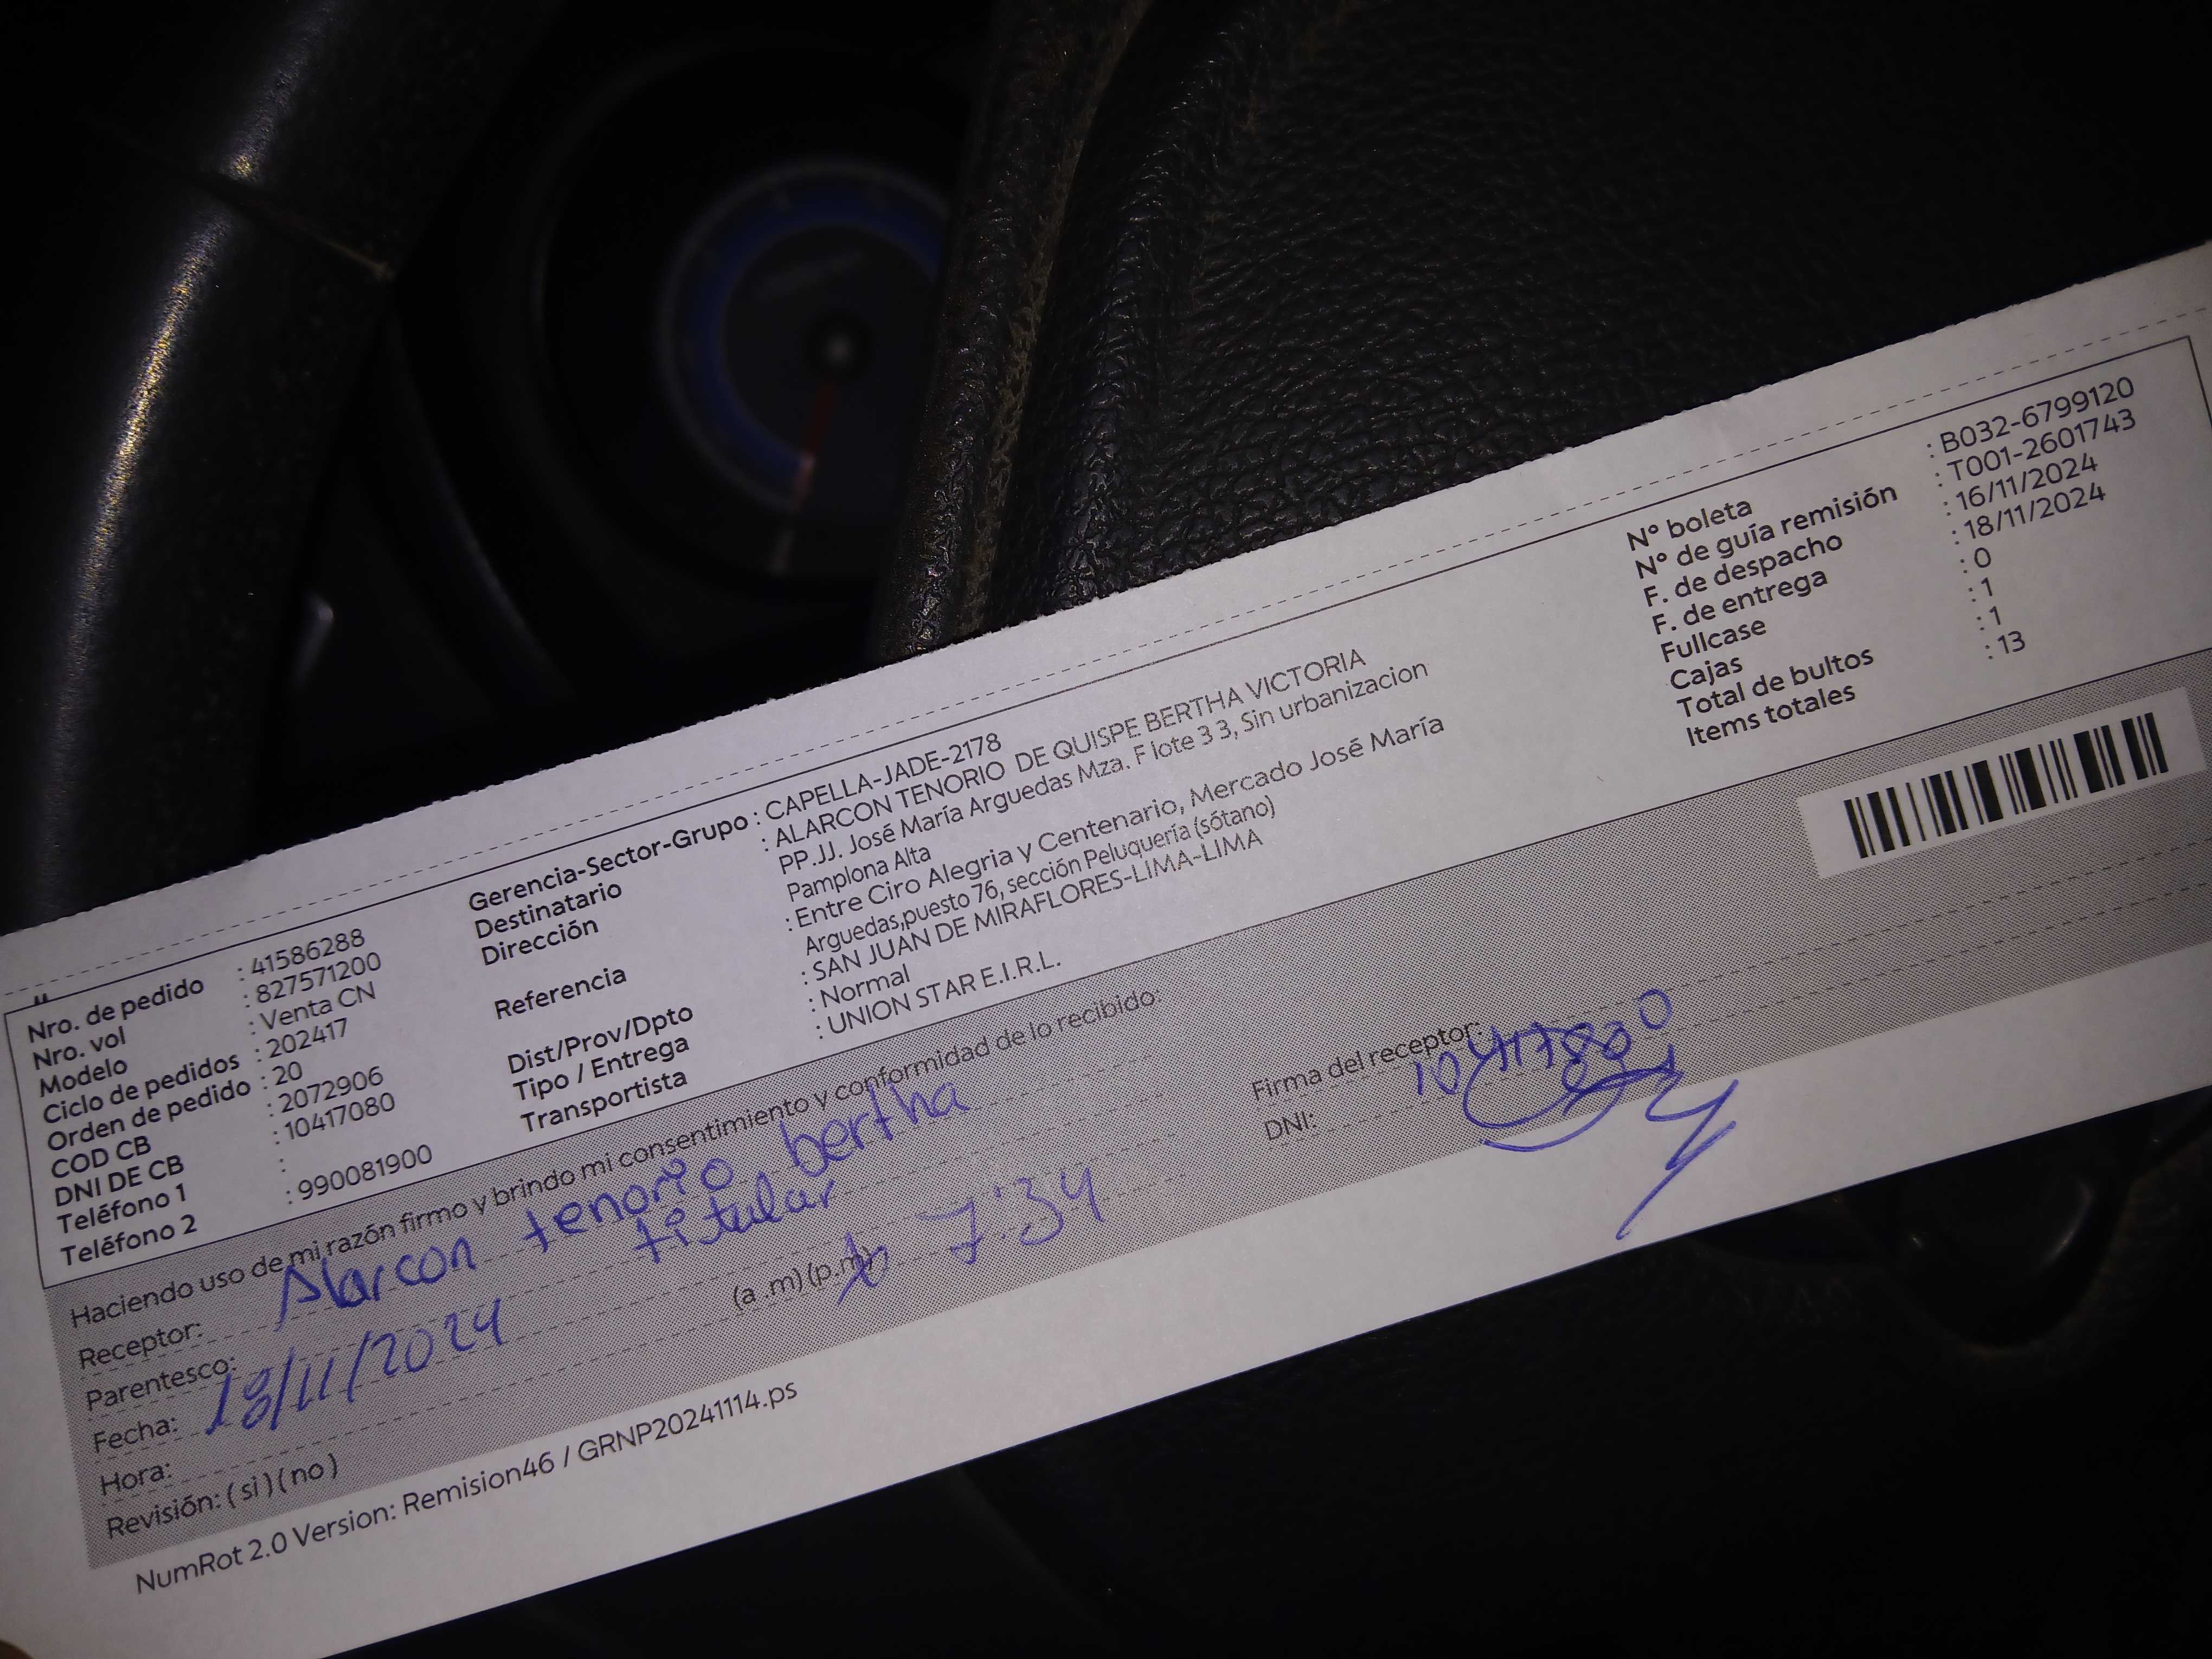 Nro. de pedido : 41586288
Nro. vol : 827571200
Modelo : Venta CN
Ciclo de pedidos : 202417
Orden de pedido : 20
COD CB : 2072906
DNI DE CB : 10417080
Teléfono 1 :
Teléfono 2 : 990081900
Gerencia-Sector-Grupo : CAPELLA-JADE-2178
Destinatario : ALARCON TENORIO DE QUISPE BERTHA VICTORIA
Dirección PP.JJ. José María Arguedas Mza. F lote 3 3, Sin urbanizacion
Pamplona Alta
Referencia : Entre Ciro Alegria y Centenario, Mercado José María
Arguedas,puesto 76, sección Peluquería (sótano)
Dist/Prov/Dpto : SAN JUAN DE MIRAFLORES-LIMA-LIMA
Tipo / Entrega : Normal
Transportista : UNION STAR E.I.R.L.
N° boleta : B032-6799120
N° de guía remisión : T001-2601743
F. de despacho : 16/11/2024
F. de entrega : 18/11/2024
Fullcase : 0
Cajas : 1
Total de bultos : 1
Items totales : 13
Haciendo uso de mi razón firmo y brindo mi consentimiento y conformidad de lo recibido:
Receptor: Alarcon tenorio bertha
Parentesco: titular
Fecha: 18/11/2024
Hora: (a .m) (p.m) 7:34
Revisión: ( si ) ( no )
Firma del receptor:
DNI:
NumRot 2.0 Version: Remision46 / GRNP20241114.ps